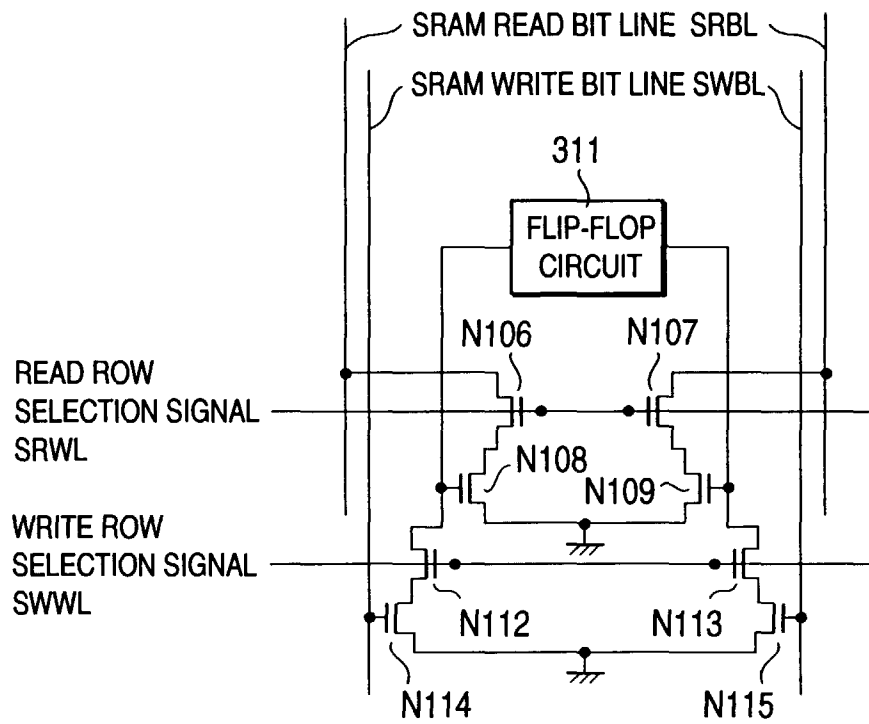 SRAM READ BIT LINE SRBL
SRAM WRITE BIT LINE SWBL
311
FLIP-FLOP
CIRCUIT
N106
N107
READ ROW
SELECTION SIGNAL
SRWL
N108
N109
WRITE ROW
SELECTION SIGNAL
SWWL
N112
N113
N114
N115